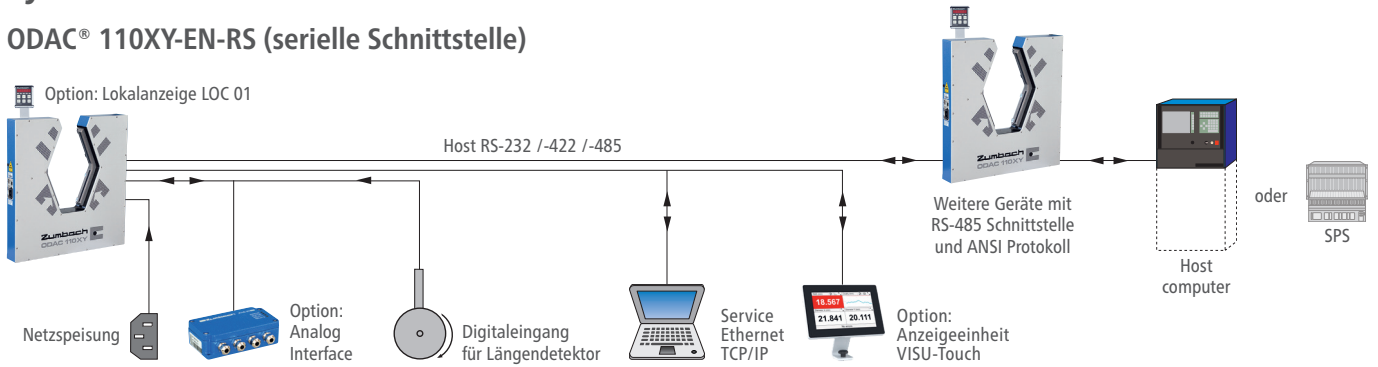 ODAC® 110XY-EN-RS (serielle Schnittstelle)
Option: Lokalanzeige LOC 01
Host RS-232 /-422 /-485
Zumbach
ODAC 110XY
Zumbach
ODAC 110XY
Weitere Geräte mit
RS-485 Schnittstelle
und ANSI Protokoll
Host
computer
oder
SPS
Netzspeisung
Option:
Analog
Interface
Digitaleingang
für Längendetektor
Service
Ethernet
TCP/IP
18.567
21.841 20.111
Option:
Anzeigeeinheit
VISU-Touch